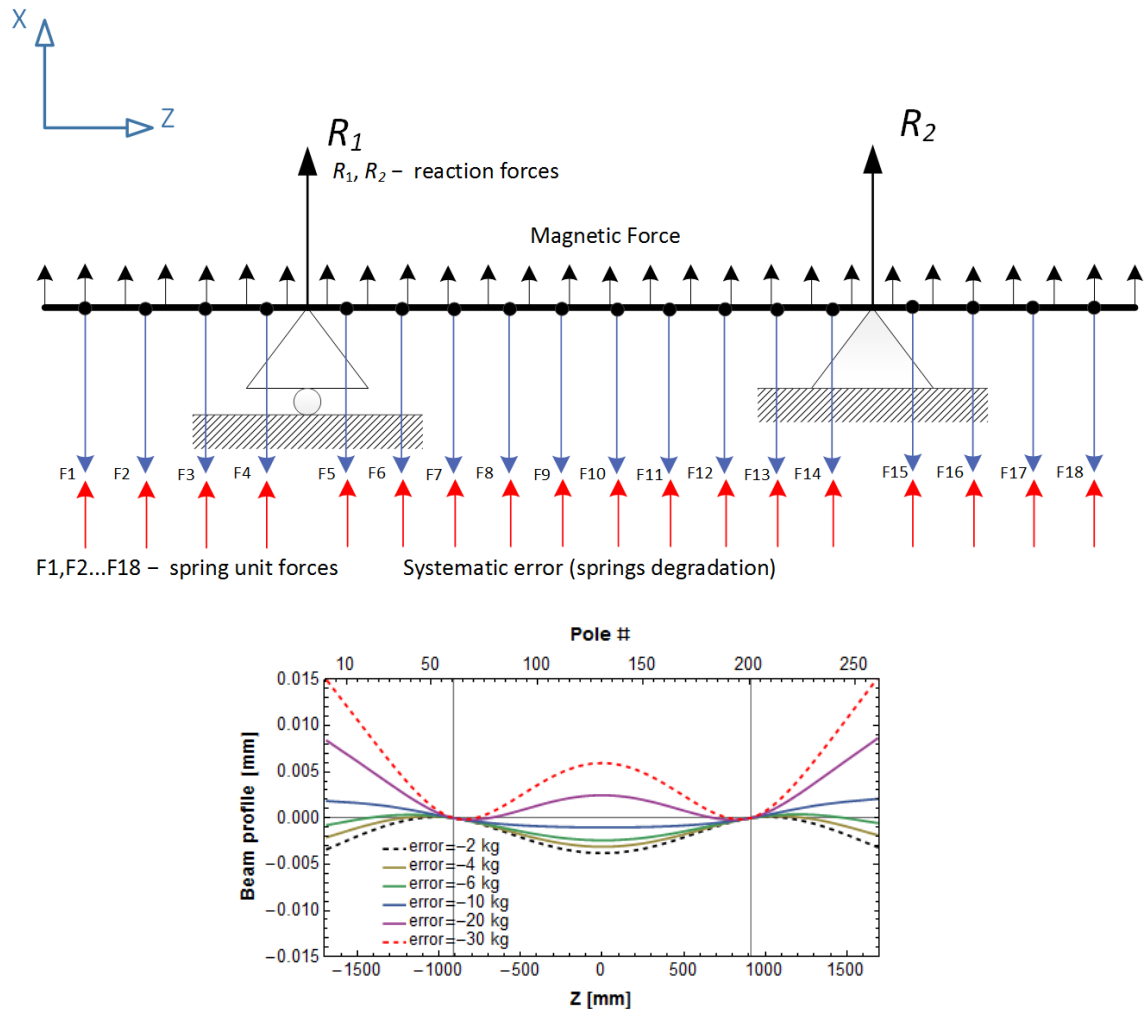 X
Z
R1
R2
R1, R2 – reaction forces
Magnetic Force
F1 F2 F3 F4 F5 F6 F7 F8 F9 F10 F11 F12 F13 F14 F15 F16 F17 F18
F1,F2...F18 – spring unit forces
Systematic error (springs degradation)
Pole #
10 50 100 150 200 250
0.015
0.010
0.005
0.000
−0.005
−0.010
−0.015
Beam profile [mm]
error=−2 kg
error=−4 kg
error=−6 kg
error=−10 kg
error=−20 kg
error=−30 kg
−1500 −1000 −500 0 500 1000 1500
Z [mm]